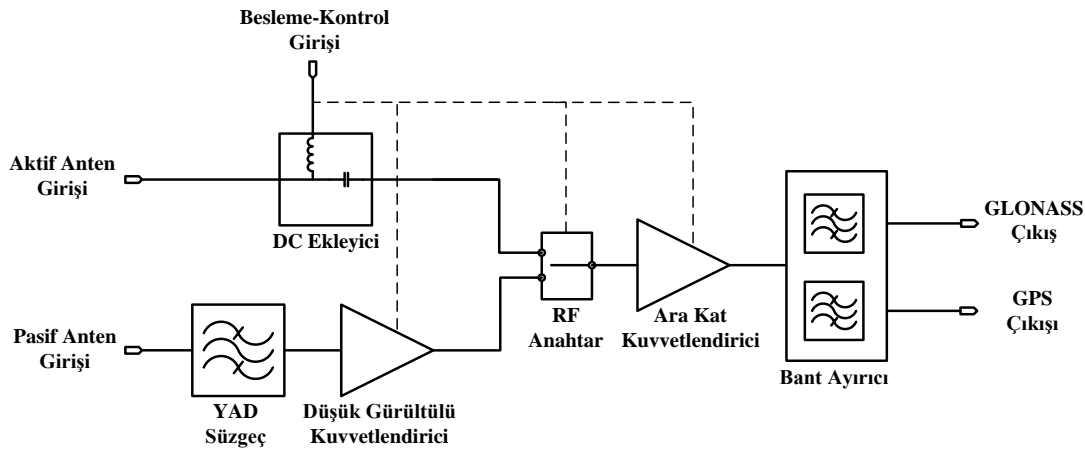 Besleme-Kontrol
Girişi
Aktif Anten
Girişi
DC Ekleyici
GLONASS
Çıkış
RF
Anahtar
Ara Kat
Kuvvetlendirici
GPS
Çıkışı
Pasif Anten
Girişi
Bant Ayırıcı
YAD
Süzgeç
Düşük Gürültülü
Kuvvetlendirici